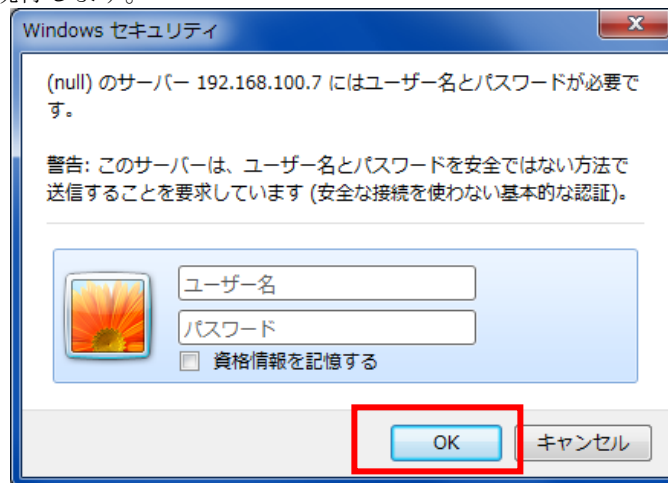 Windows セキュリティ
(null) のサーバー 192.168.100.7 にはユーザー名とパスワードが必要で
す。
警告: このサーバーは、ユーザー名とパスワードを安全ではない方法で
送信することを要求しています (安全な接続を使わない基本的な認証)。
ユーザー名
パスワード
資格情報を記憶する
OK
キャンセル